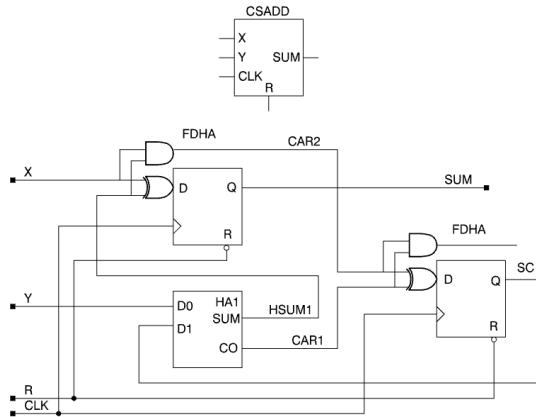 CSADD
X
Y SUM
CLK
R
FDHA
CAR2
X
D Q
SUM
R
FDHA
D Q
SC
R
Y
D0 HA1
SUM
HSUM1
D1
CO
CAR1
R
CLK